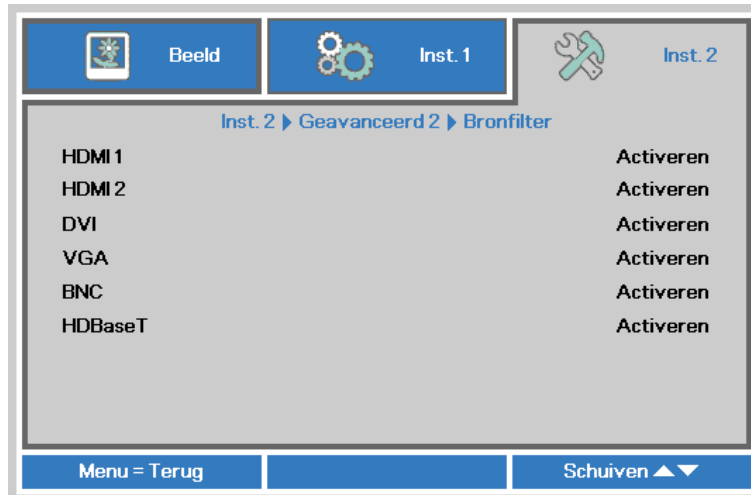 Beeld
Inst. 1
Inst. 2
Inst. 2 ▶ Geavanceerd 2 ▶ Bronfilter
HDMI 1 Activeren
HDMI 2 Activeren
DVI Activeren
VGA Activeren
BNC Activeren
HDBaseT Activeren
Menu = Terug
Schuiven ▲▼